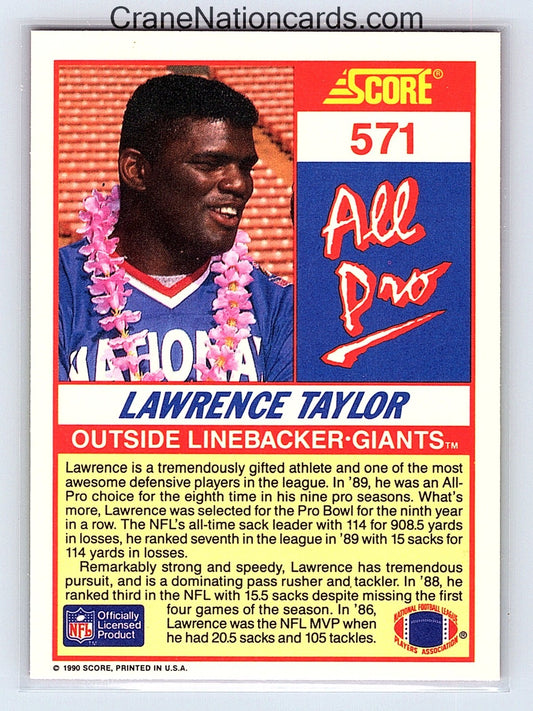 CraneNationcards.com
SCORE®
571
All
Pro
NATIONAL
LAWRENCE TAYLOR
OUTSIDE LINEBACKER•GIANTS™
Lawrence is a tremendously gifted athlete and one of the most
awesome defensive players in the league. In '89, he was an All-
Pro choice for the eighth time in his nine pro seasons. What's
more, Lawrence was selected for the Pro Bowl for the ninth year
in a row. The NFL's all-time sack leader with 114 for 908.5 yards
in losses, he ranked seventh in the league in '89 with 15 sacks for
114 yards in losses.
Remarkably strong and speedy, Lawrence has tremendous
pursuit, and is a dominating pass rusher and tackler. In '88, he
ranked third in the NFL with 15.5 sacks despite missing the first
four games of the season. In '86,
Lawrence was the NFL MVP when
he had 20.5 sacks and 105 tackles.
NFL
TM
Officially
Licensed
Product
NATIONAL FOOTBALL LEAGUE
PLAYERS ASSOCIATION
®
© 1990 SCORE, PRINTED IN U.S.A.